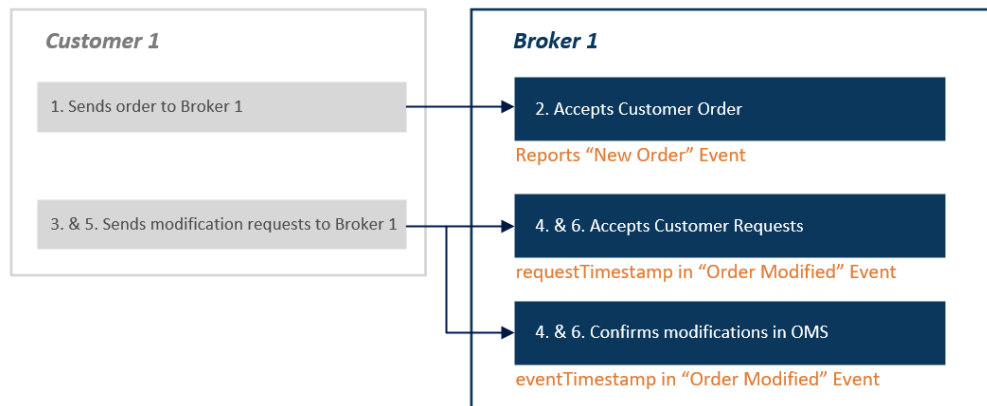 Customer 1
Broker 1
1. Sends order to Broker 1
2. Accepts Customer Order
Reports “New Order” Event
3. & 5. Sends modification requests to Broker 1
4. & 6. Accepts Customer Requests
requestTimestamp in “Order Modified” Event
4. & 6. Confirms modifications in OMS
eventTimestamp in “Order Modified” Event